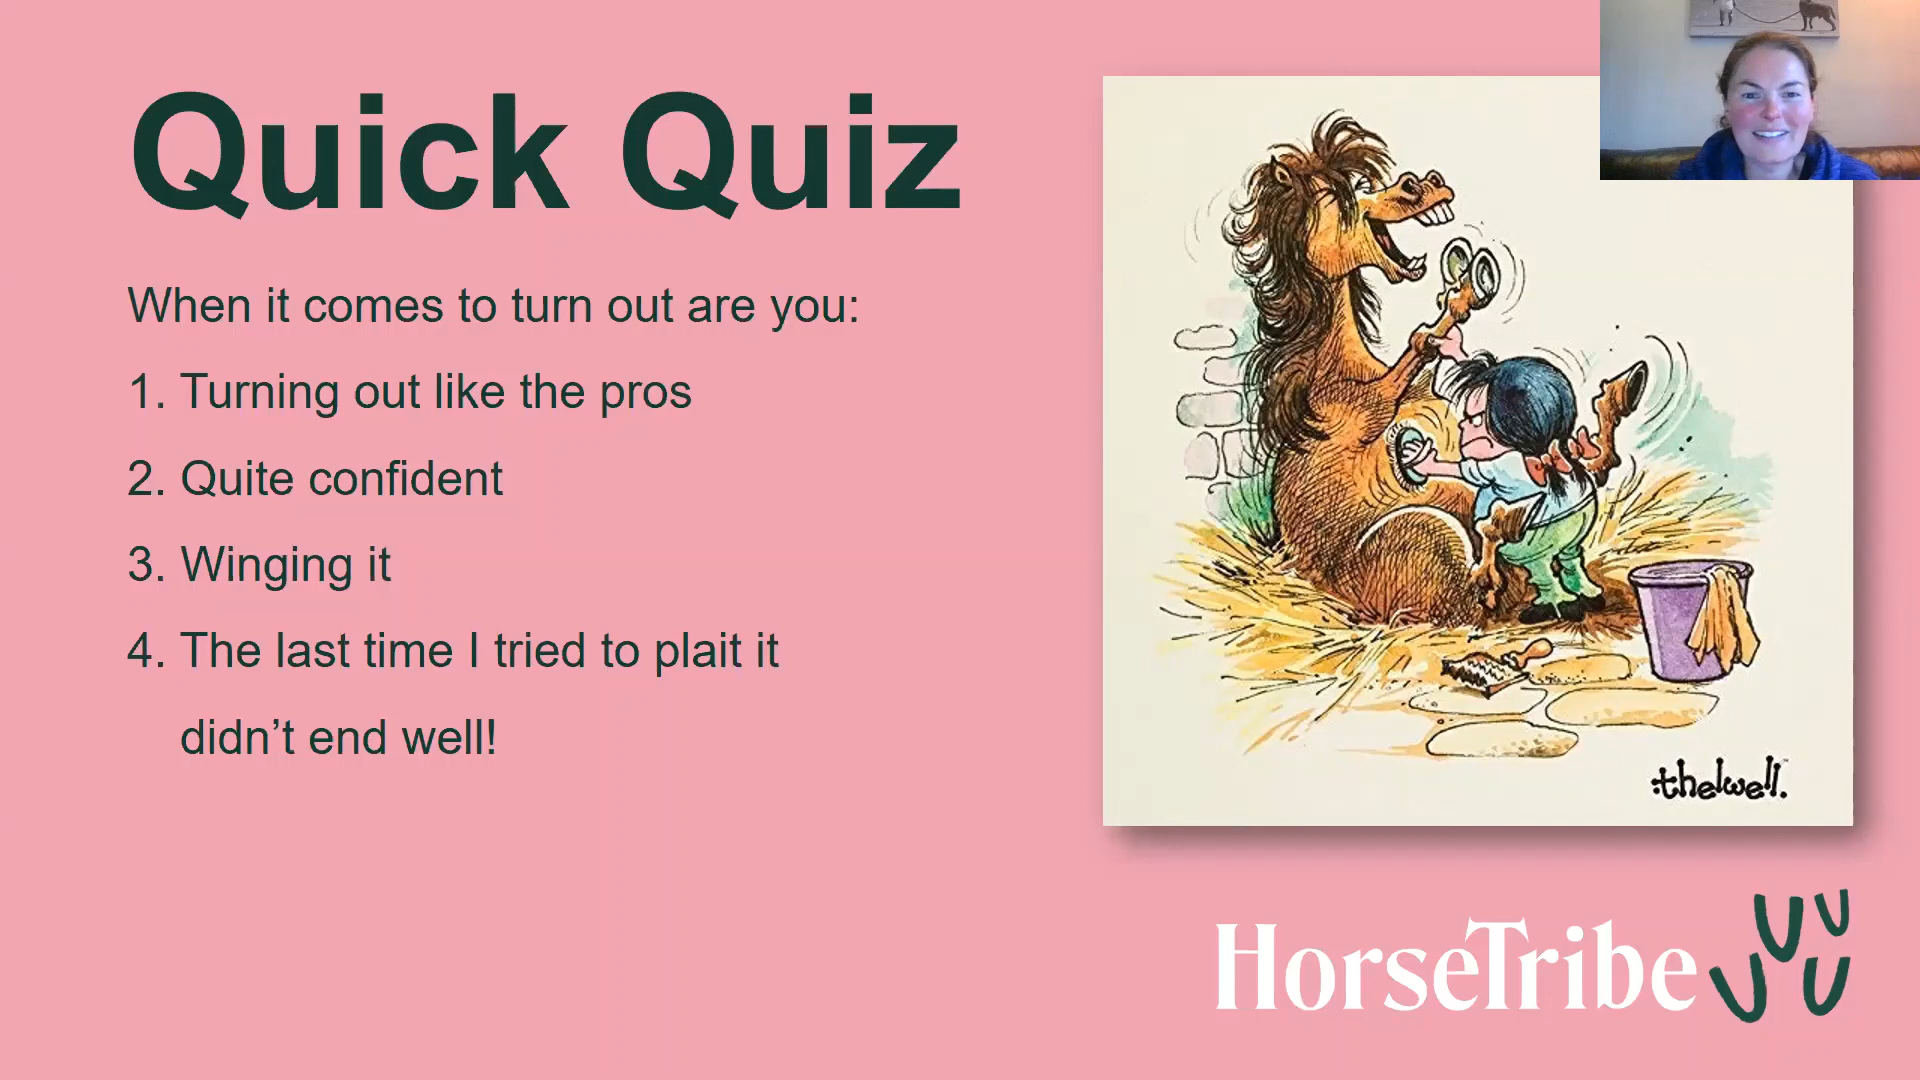 Quick Quiz
When it comes to turn out are you:
1. Turning out like the pros
2. Quite confident
3. Winging it
4. The last time I tried to plait it
didn’t end well!
thelwell.
HorseTribe